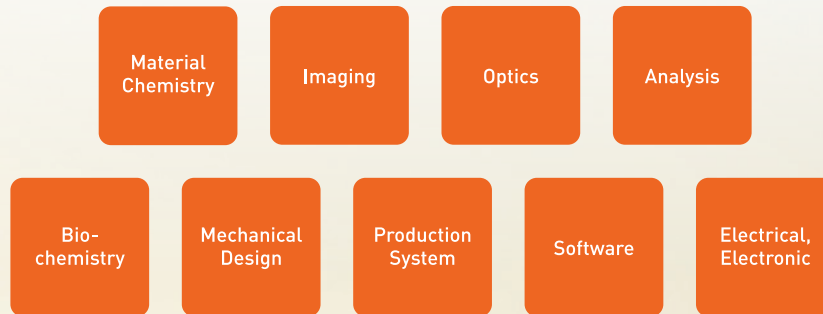 Material
Chemistry
Imaging
Optics
Analysis
Bio-
chemistry
Mechanical
Design
Production
System
Software
Electrical,
Electronic